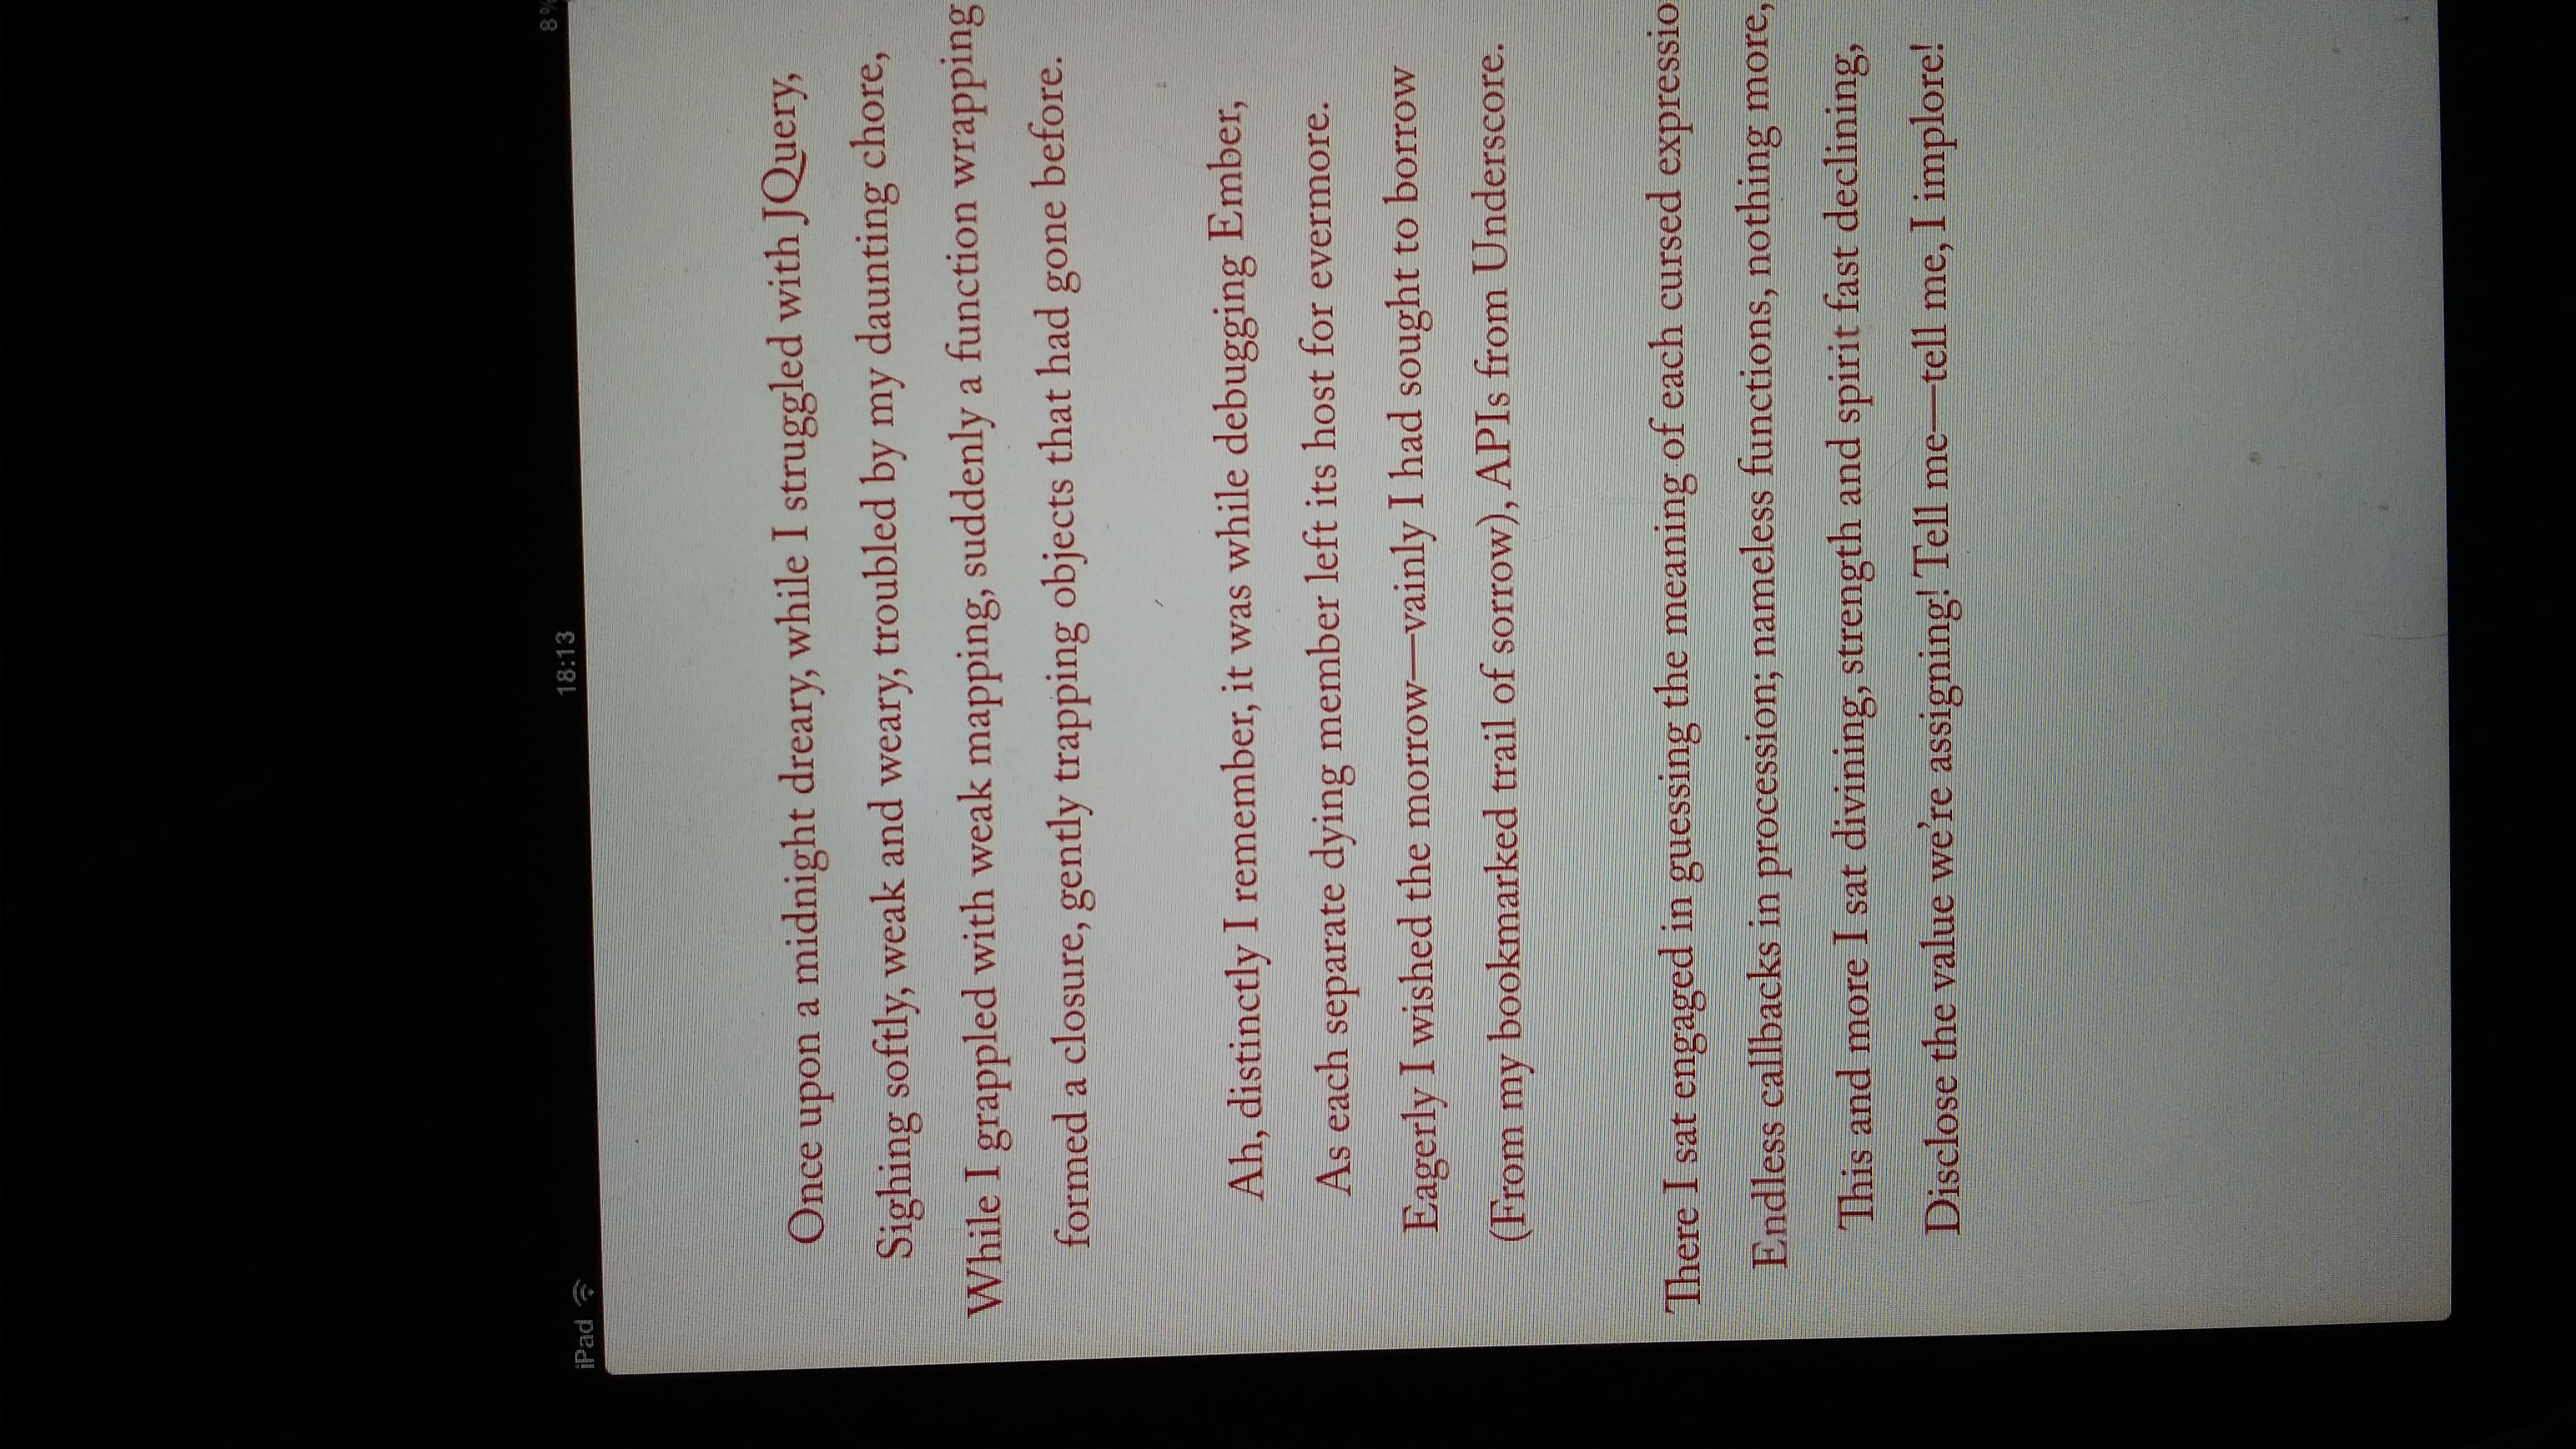 iPad
18:13
8%
Once upon a midnight dreary, while I struggled with JQuery,
Sighing softly, weak and weary, troubled by my daunting chore,
While I grappled with weak mapping, suddenly a function wrapping
formed a closure, gently trapping objects that had gone before.
Ah, distinctly I remember, it was while debugging Ember,
As each separate dying member left its host for evermore.
Eagerly I wished the morrow—vainly I had sought to borrow
(From my bookmarked trail of sorrow), APIs from Underscore.
There I sat engaged in guessing the meaning of each cursed expressio
Endless callbacks in procession; nameless functions, nothing more,
This and more I sat divining, strength and spirit fast declining,
Disclose the value we're assigning! Tell me—tell me, I implore!